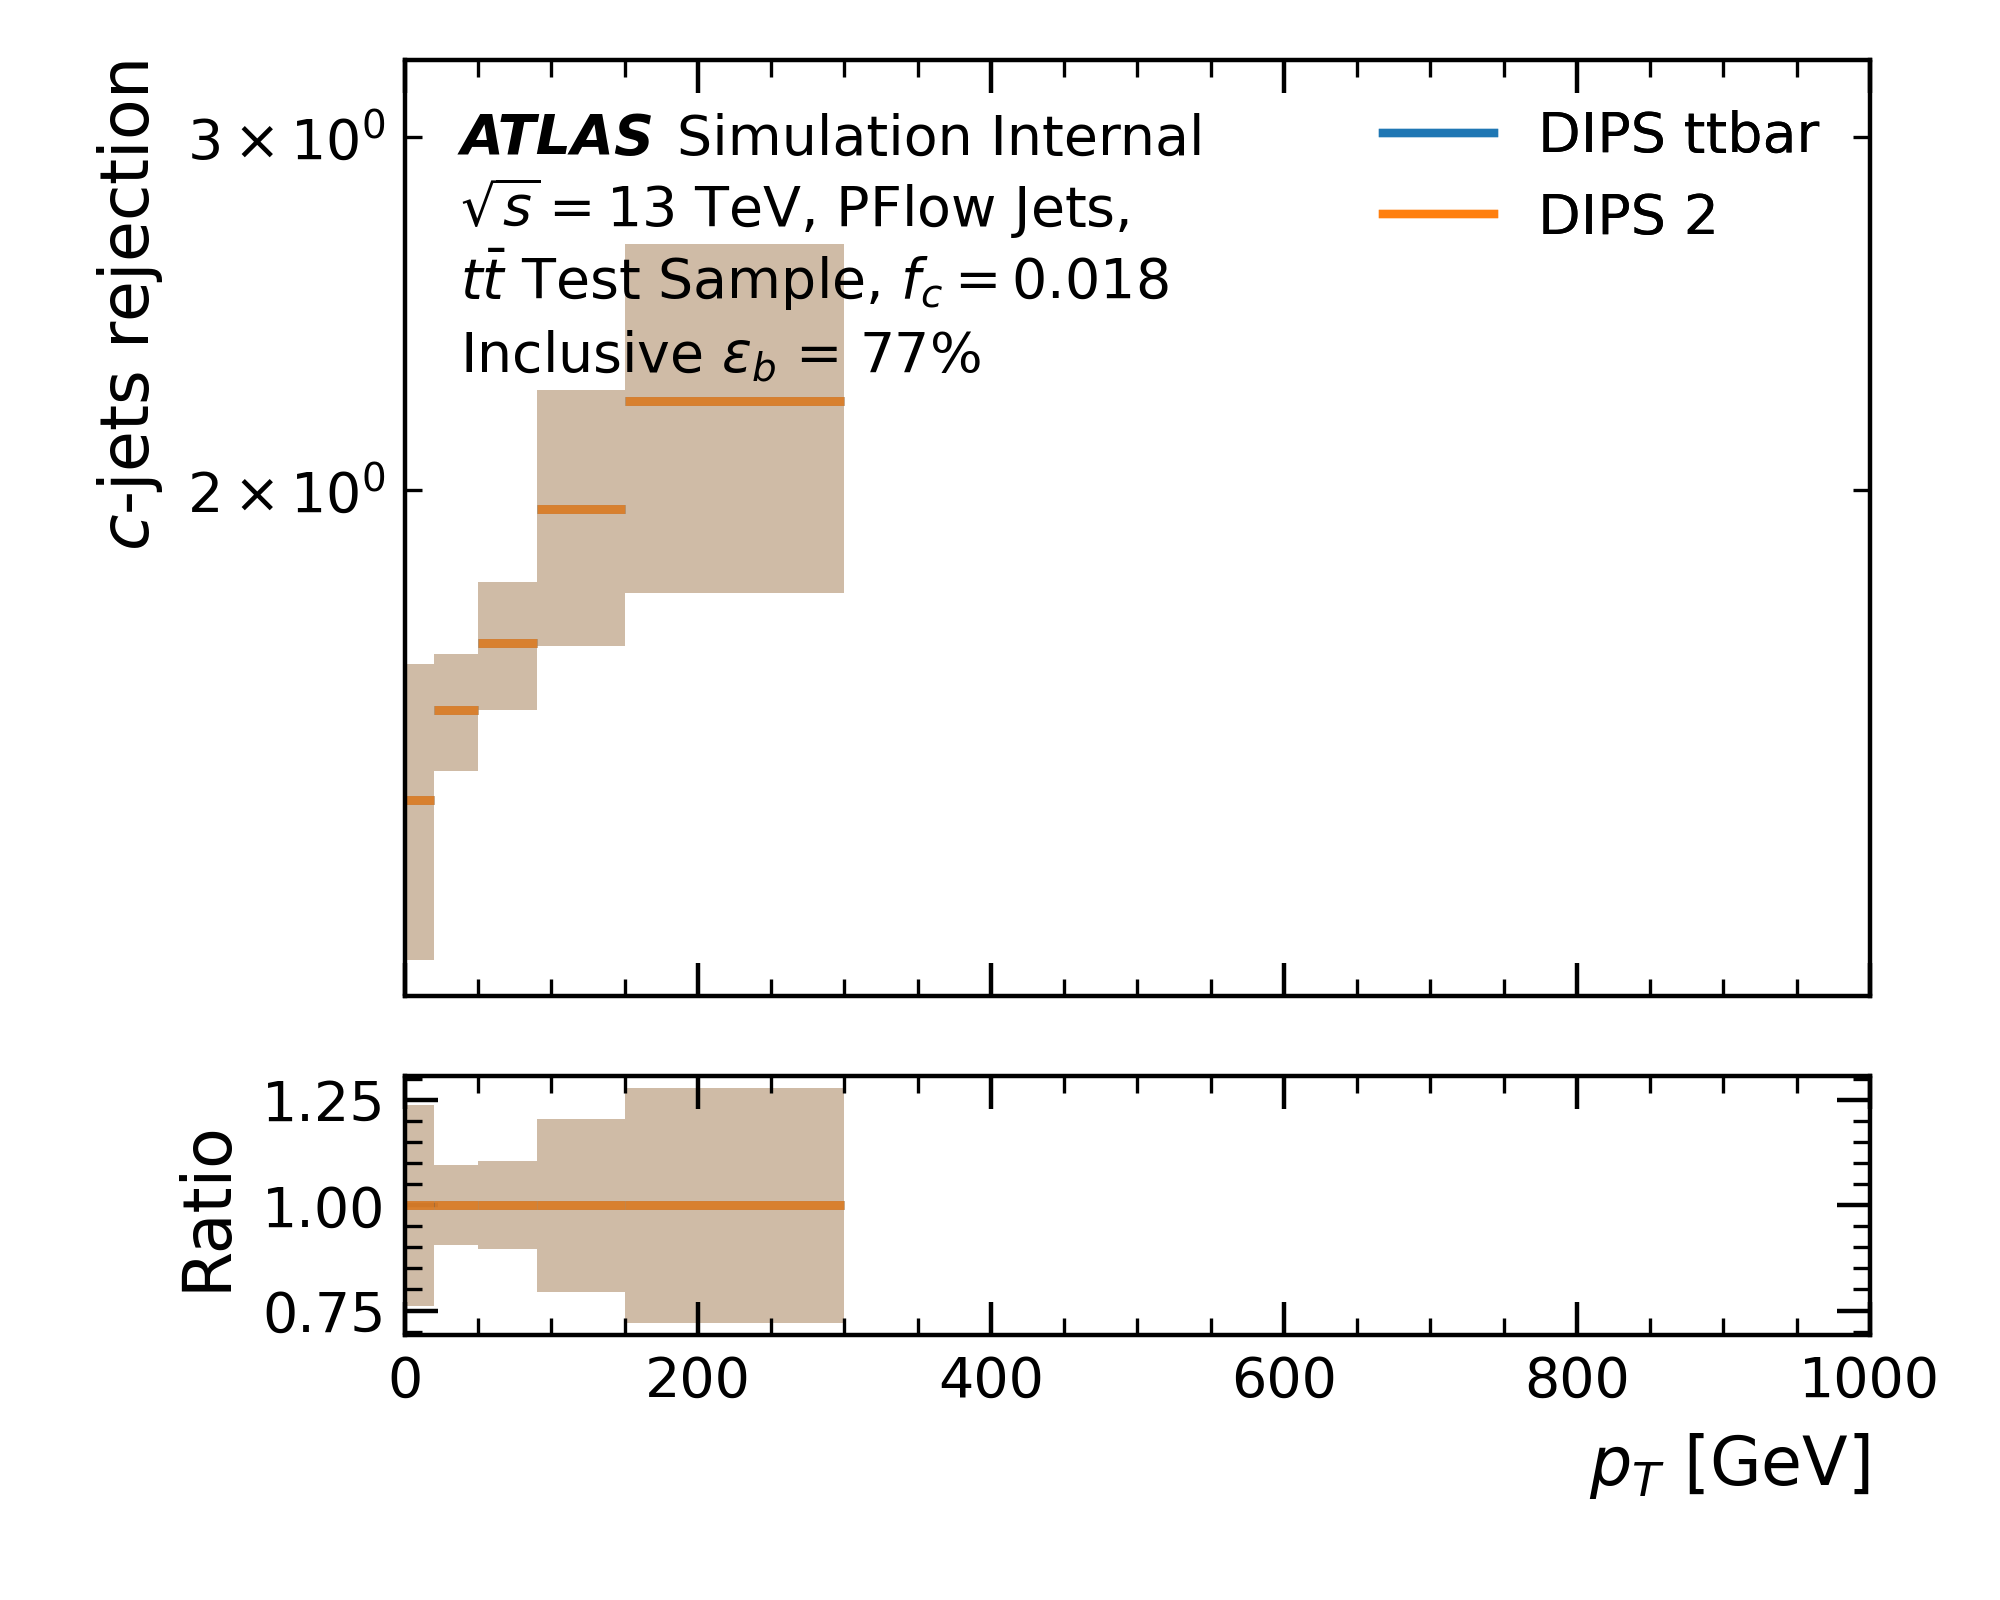 c-jets rejection
3 × 10⁰
2 × 10⁰
ATLAS Simulation Internal
√s = 13 TeV, PFlow Jets,
tt̄ Test Sample, f_c = 0.018
Inclusive ε_b = 77%
DIPS ttbar
DIPS 2
Ratio
1.25
1.00
0.75
0 200 400 600 800 1000
p_T [GeV]